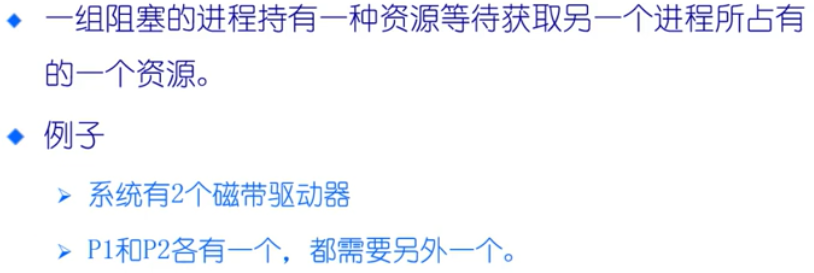 一组阻塞的进程持有一种资源等待获取另一个进程所占有
的一个资源。
例子
系统有2个磁带驱动器
P1和P2各有一个，都需要另外一个。